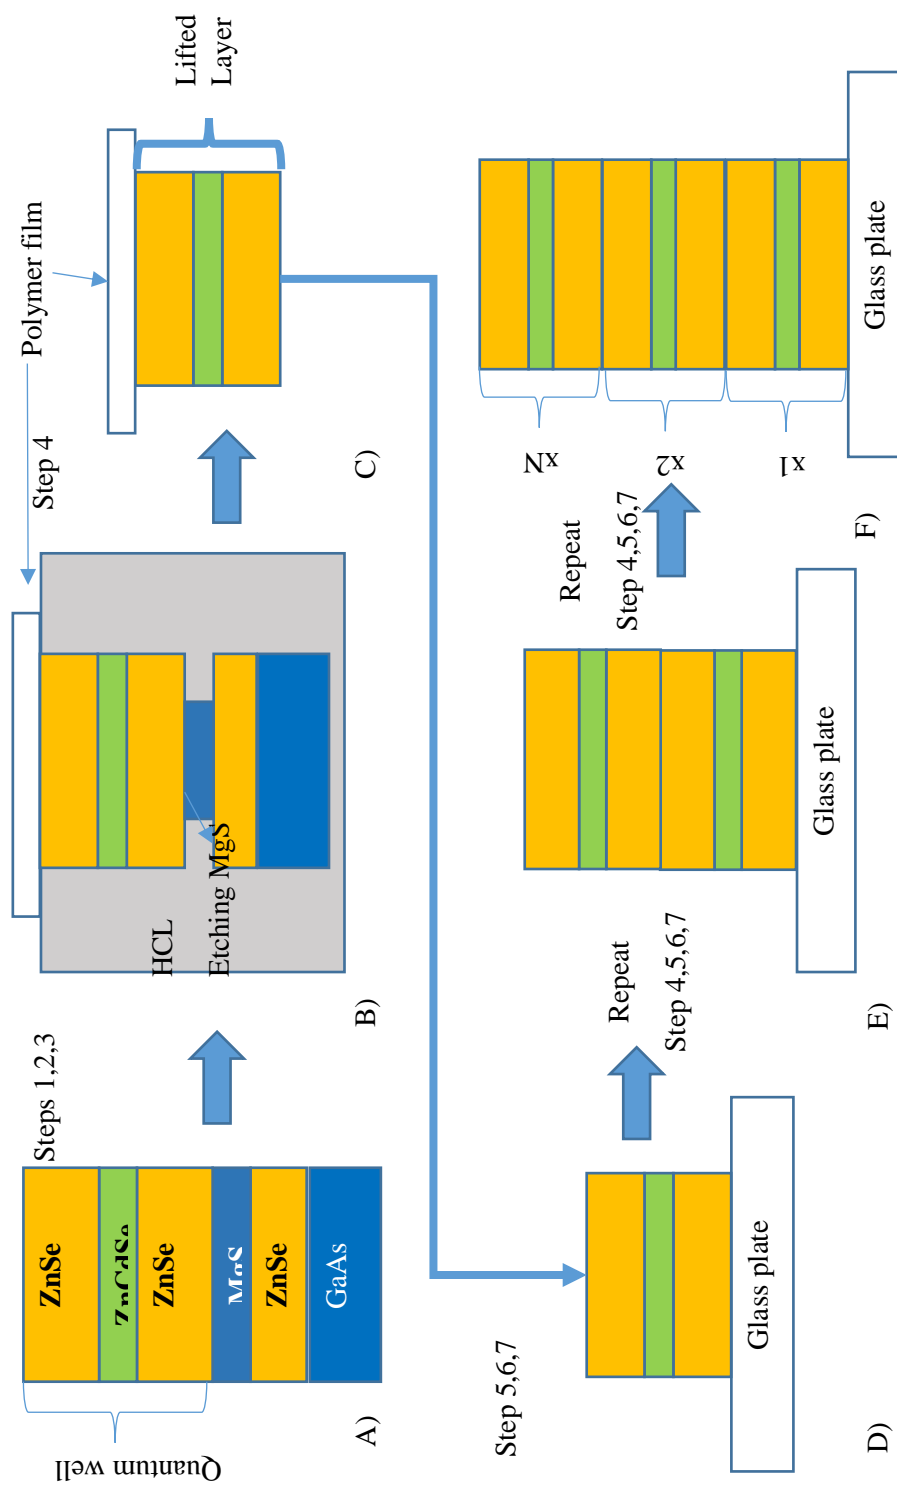 Quantum well
ZnSe
ZnCdSe
ZnSe
MgS
ZnSe
GaAs
A)
Steps 1,2,3
HCL
Etching MgS
B)
Step 4
Polymer film
Lifted
Layer
C)
Step 5,6,7
Glass plate
D)
Repeat
Step 4,5,6,7
Glass plate
E)
Repeat
Step 4,5,6,7
xN
x2
x1
Glass plate
F)